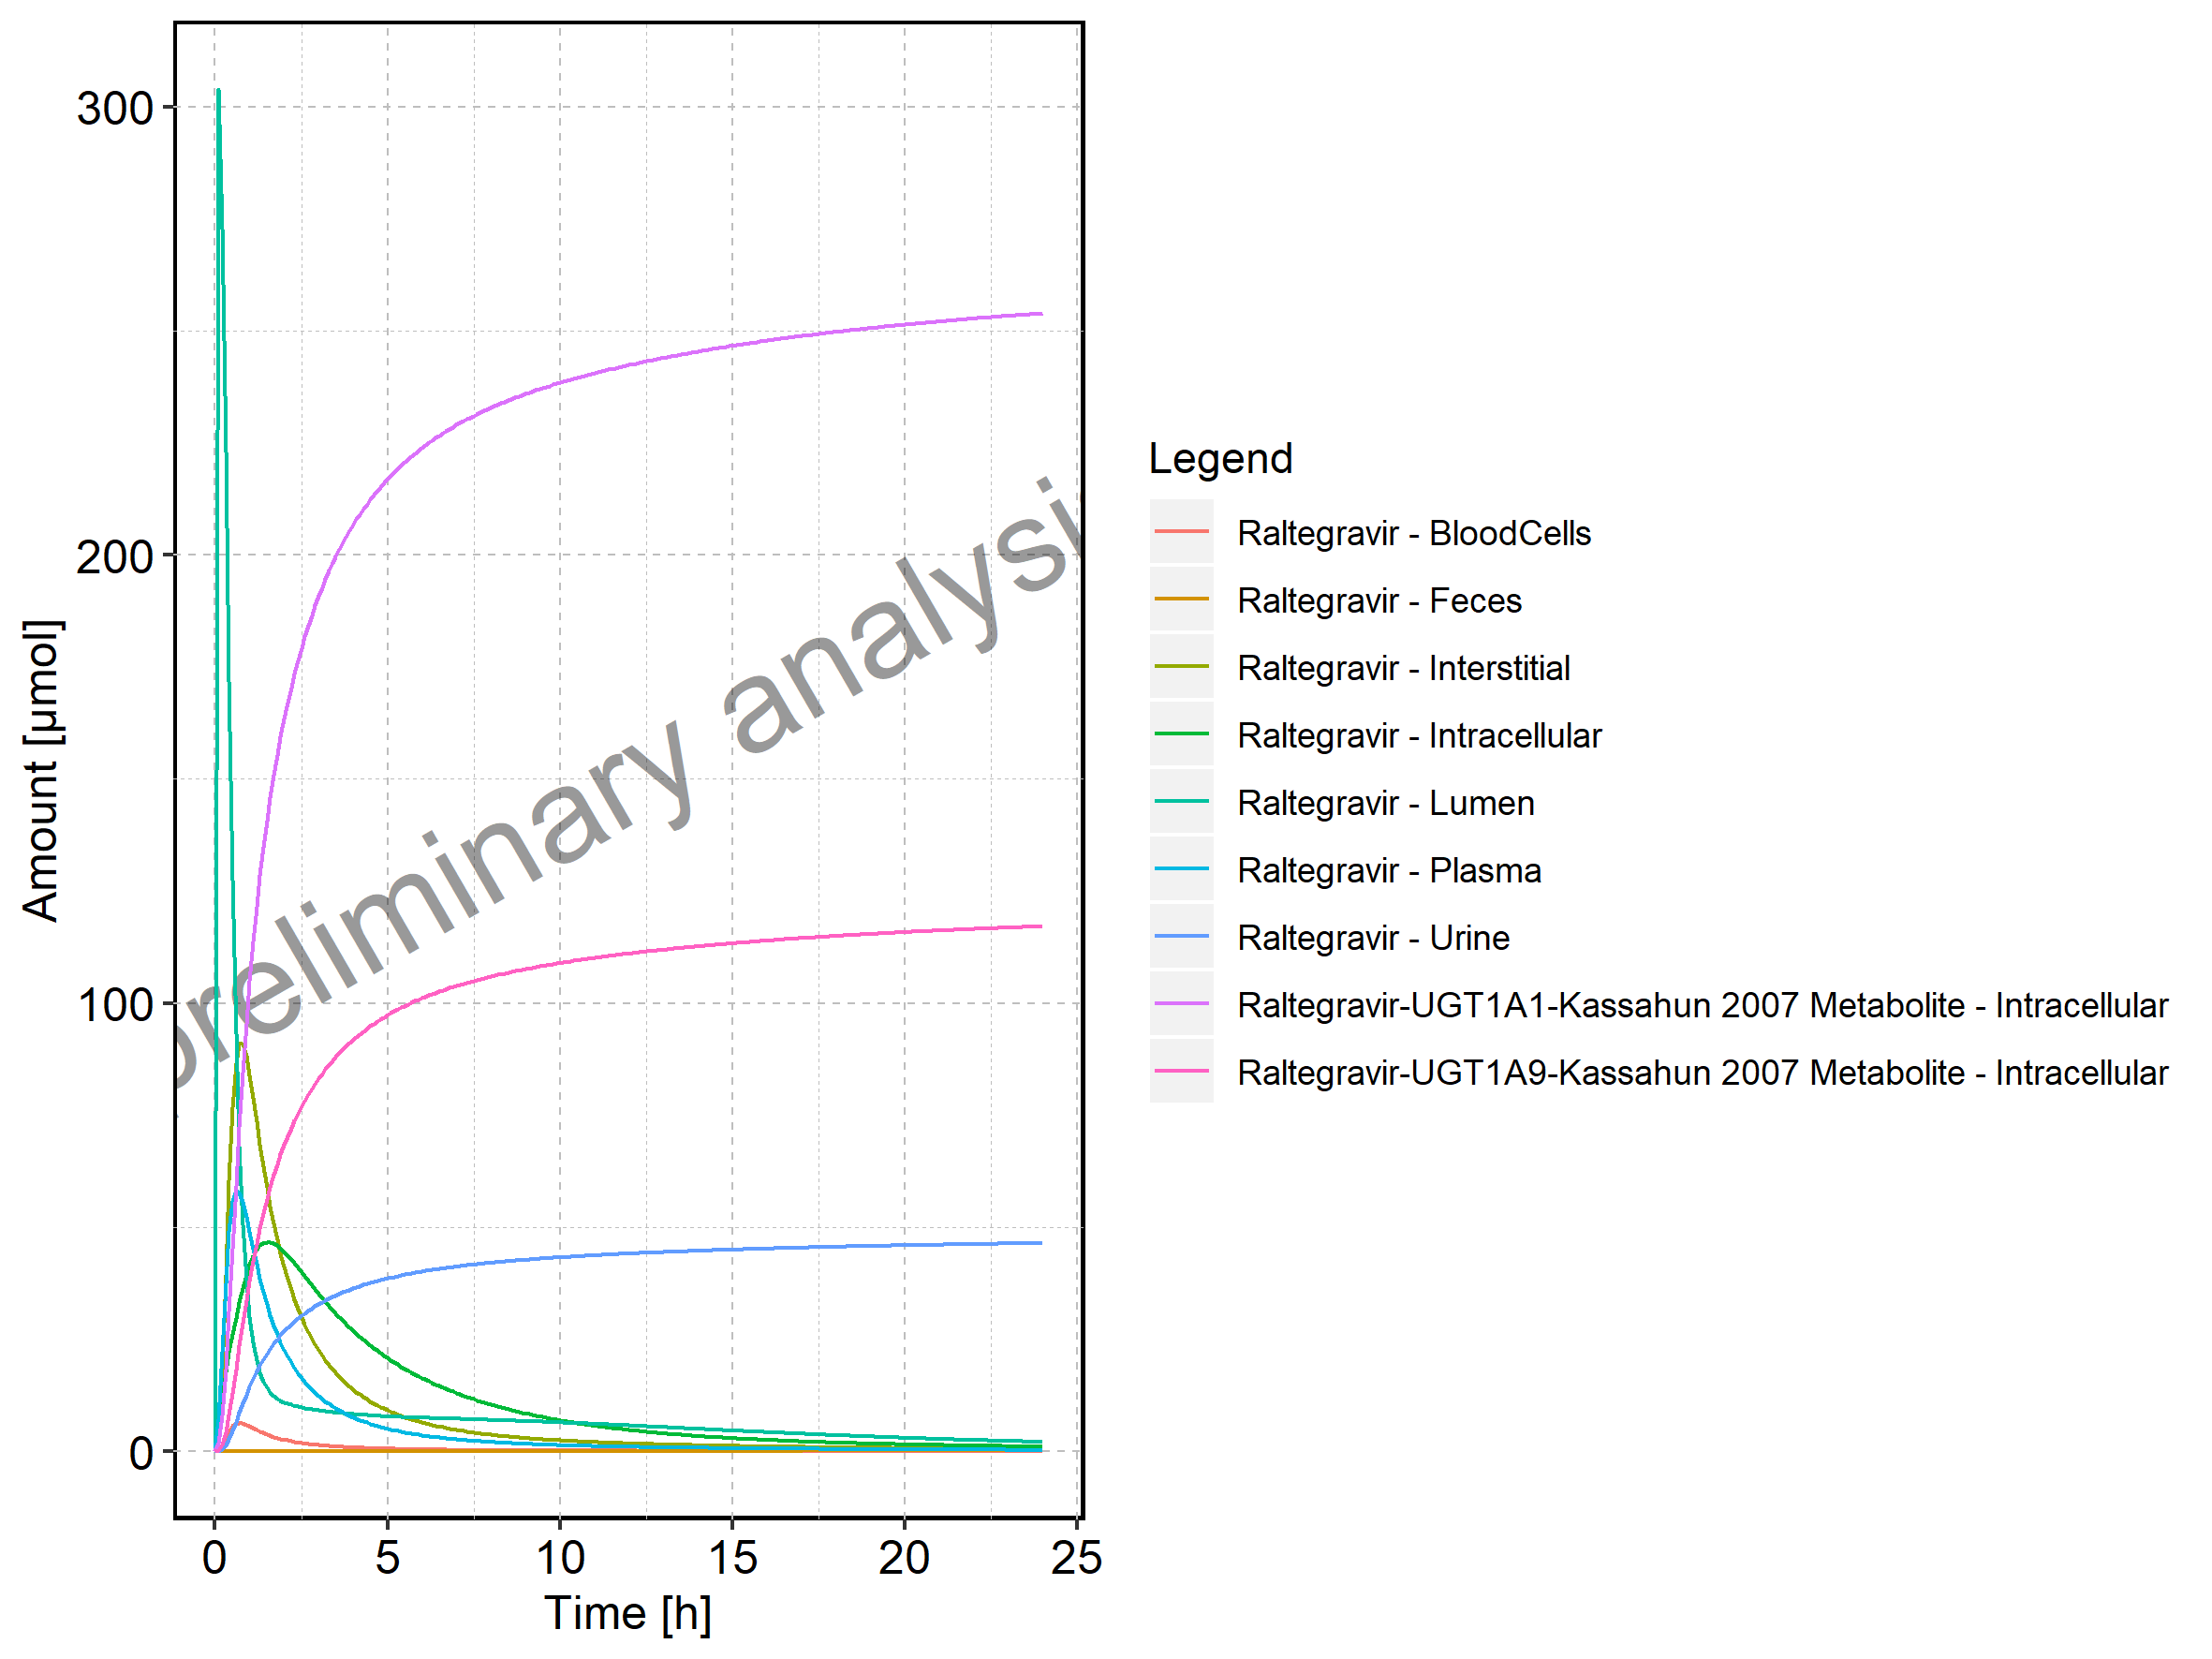 300
200
100
0
Amount [µmol]
0 5 10 15 20 25
Time [h]
preliminary analysis
Legend
Raltegravir - BloodCells
Raltegravir - Feces
Raltegravir - Interstitial
Raltegravir - Intracellular
Raltegravir - Lumen
Raltegravir - Plasma
Raltegravir - Urine
Raltegravir-UGT1A1-Kassahun 2007 Metabolite - Intracellular
Raltegravir-UGT1A9-Kassahun 2007 Metabolite - Intracellular